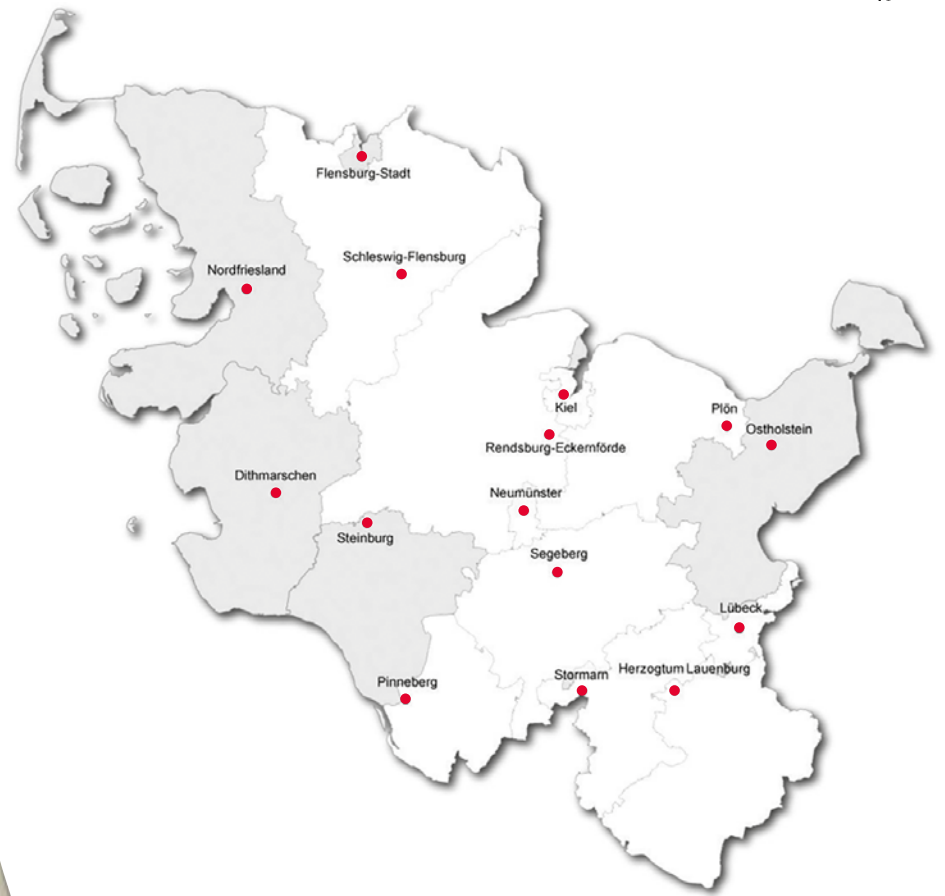 Flensburg-Stadt
Schleswig-Flensburg
Nordfriesland
Kiel
Plön
Ostholstein
Rendsburg-Eckernförde
Dithmarschen
Neumünster
Steinburg
Segeberg
Lübeck
Herzogtum Lauenburg
Stormarn
Pinneberg